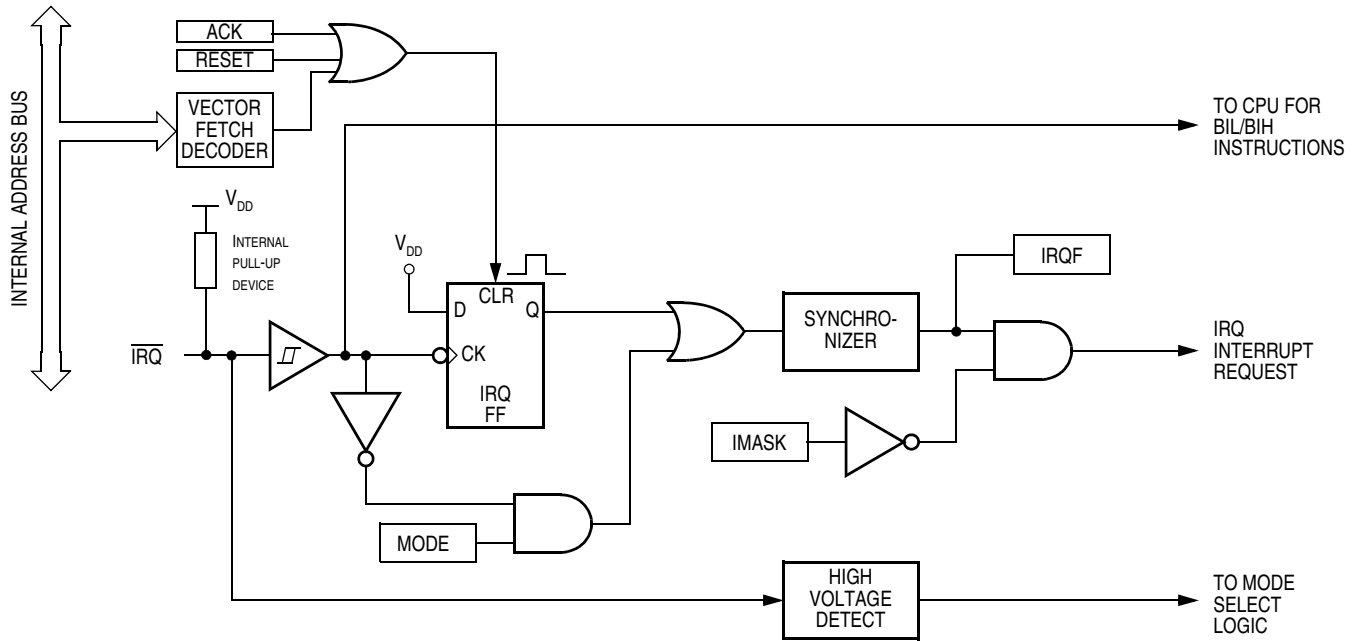 INTERNAL ADDRESS BUS
ACK
RESET
VECTOR
FETCH
DECODER
TO CPU FOR
BIL/BIH
INSTRUCTIONS
VDD
INTERNAL
PULL-UP
DEVICE
VDD
CLR
D
Q
CK
IRQ
FF
IRQ
SYNCHRO-
NIZER
IRQF
IRQ
INTERRUPT
REQUEST
IMASK
MODE
HIGH
VOLTAGE
DETECT
TO MODE
SELECT
LOGIC